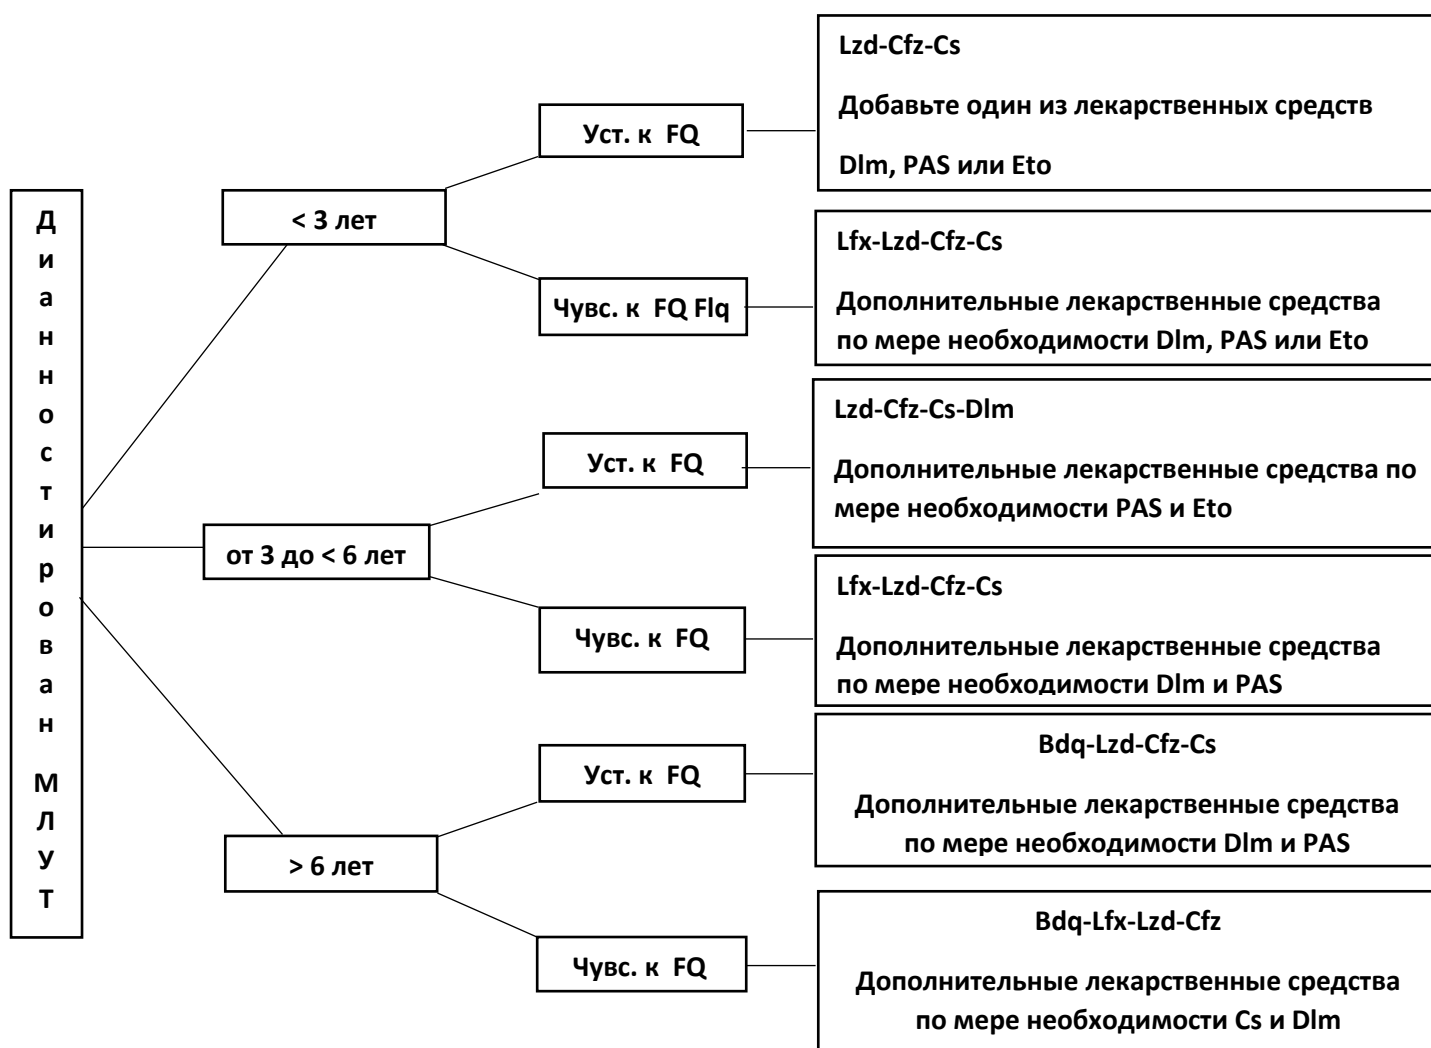 Дианностирован МЛУТ
< 3 лет
Уст. к FQ
Lzd-Cfz-Cs
Добавьте один из лекарственных средств
Dlm, PAS или Eto
Чувс. к FQ Flq
Lfx-Lzd-Cfz-Cs
Дополнительные лекарственные средства
по мере необходимости Dlm, PAS или Eto
от 3 до < 6 лет
Уст. к FQ
Lzd-Cfz-Cs-Dlm
Дополнительные лекарственные средства по
мере необходимости PAS и Eto
Чувс. к FQ
Lfx-Lzd-Cfz-Cs
Дополнительные лекарственные средства
по мере необходимости Dlm и PAS
> 6 лет
Уст. к FQ
Bdq-Lzd-Cfz-Cs
Дополнительные лекарственные средства
по мере необходимости Dlm и PAS
Чувс. к FQ
Bdq-Lfx-Lzd-Cfz
Дополнительные лекарственные средства
по мере необходимости Cs и Dlm